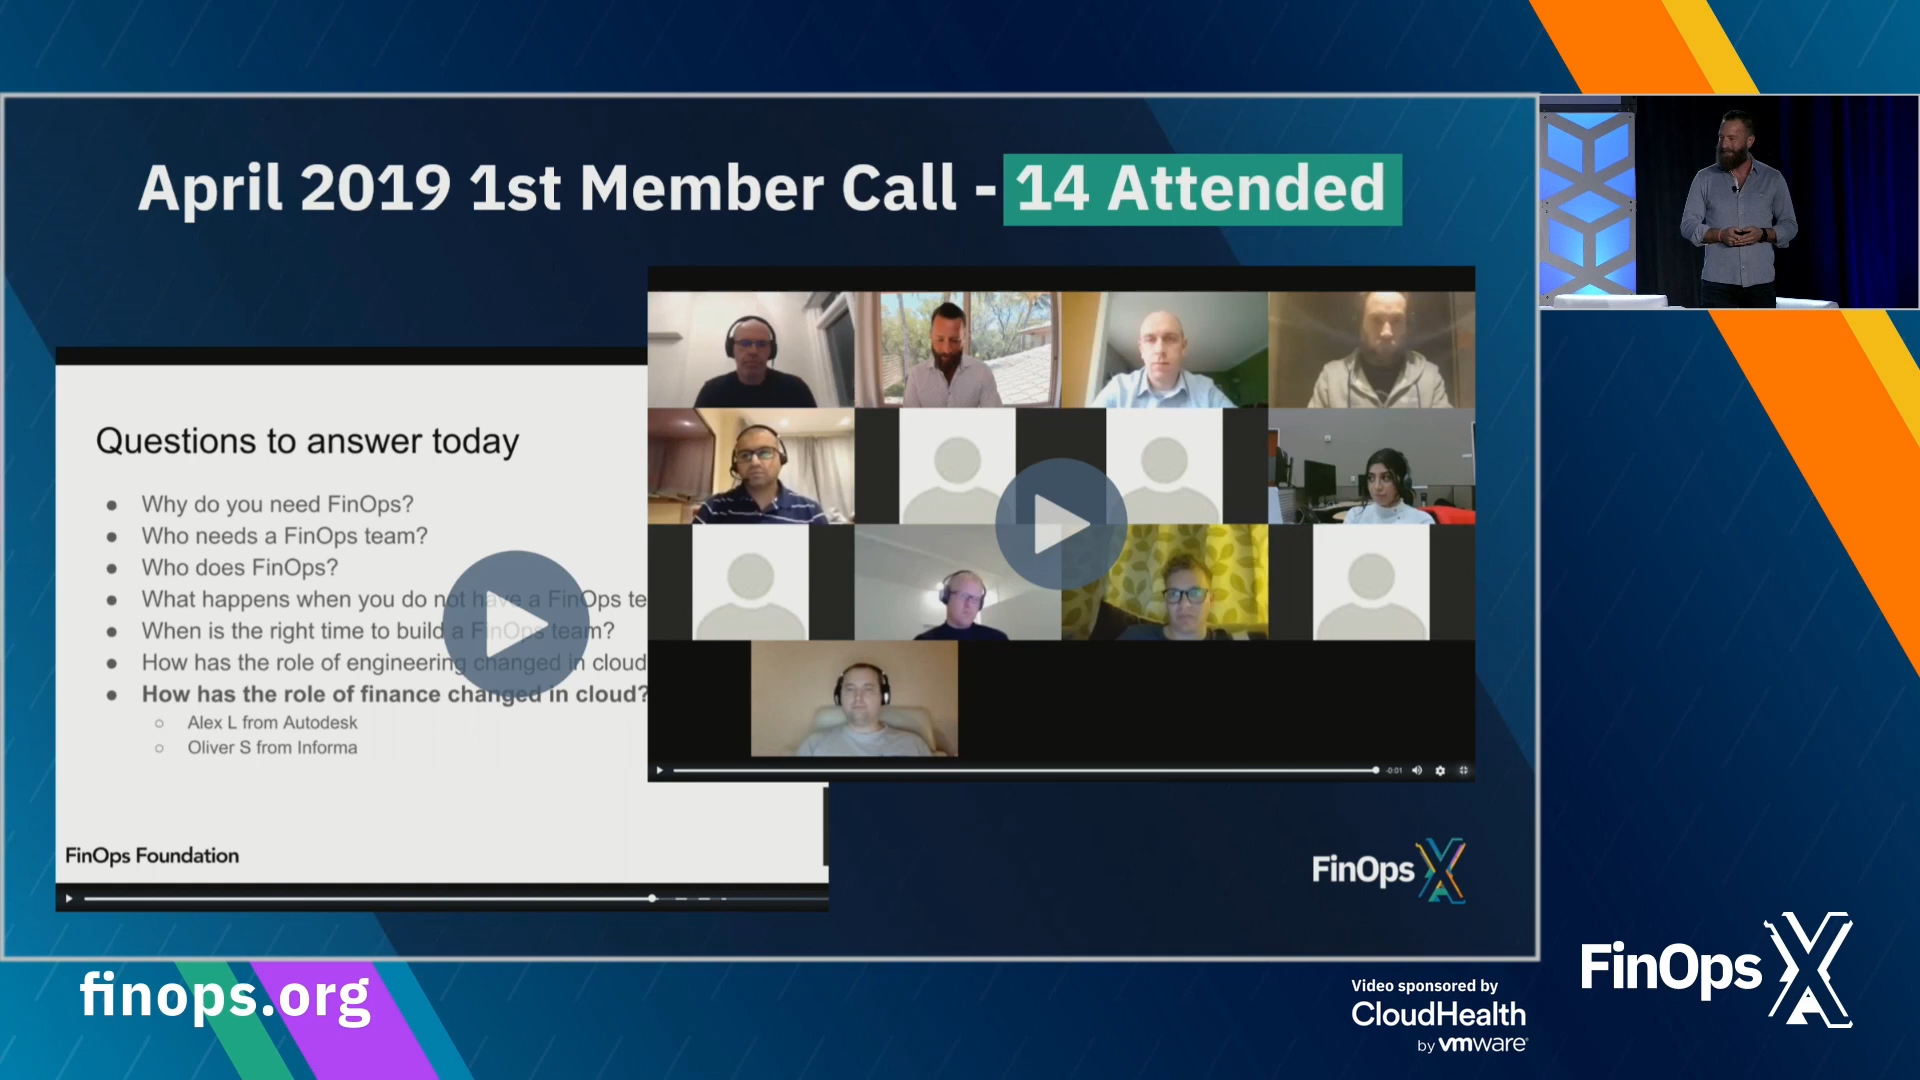 April 2019 1st Member Call - 14 Attended
Questions to answer today
Why do you need FinOps?
Who needs a FinOps team?
Who does FinOps?
What happens when you do not have a FinOps te
When is the right time to build a FinOps team?
How has the role of engineering changed in cloud
How has the role of finance changed in cloud?
Alex L from Autodesk
Oliver S from Informa
FinOps Foundation
-0:01
FinOps X
finops.org
Video sponsored by
CloudHealth
by vmware
FinOps X